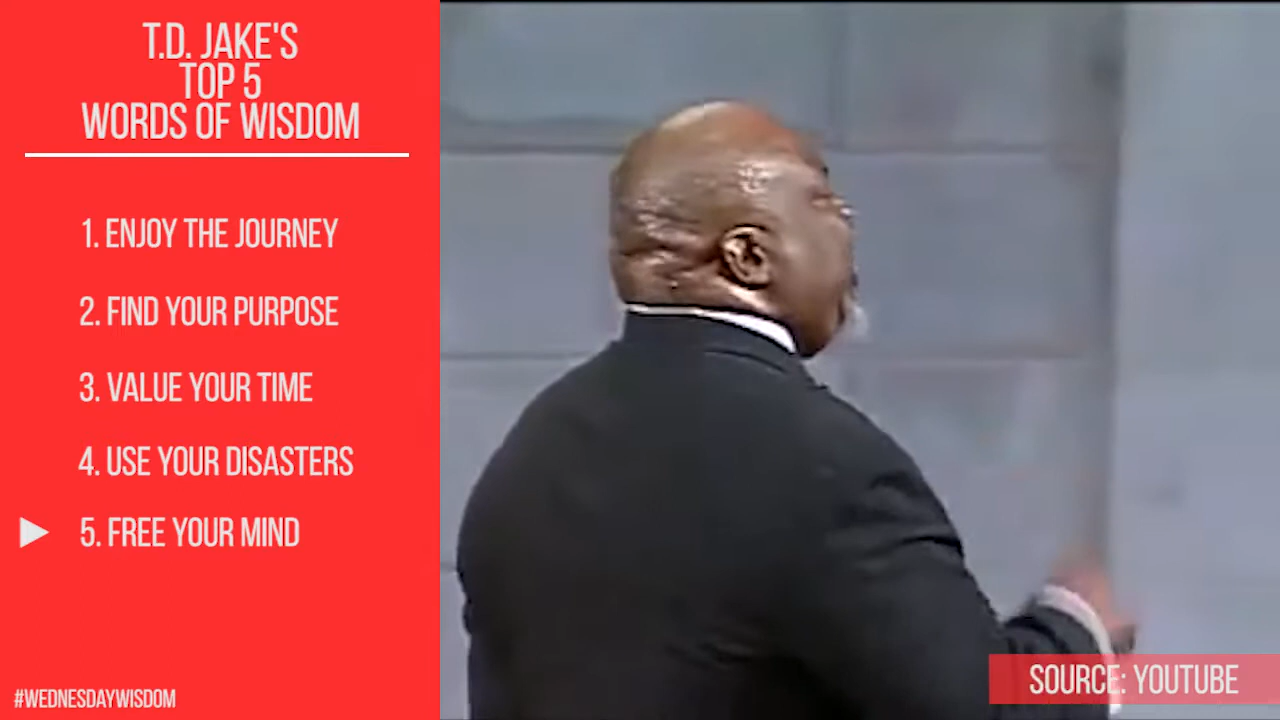 T.D. JAKE'S
TOP 5
WORDS OF WISDOM
1. ENJOY THE JOURNEY
2. FIND YOUR PURPOSE
3. VALUE YOUR TIME
4. USE YOUR DISASTERS
5. FREE YOUR MIND
#WEDNESDAYWISDOM
SOURCE: YOUTUBE